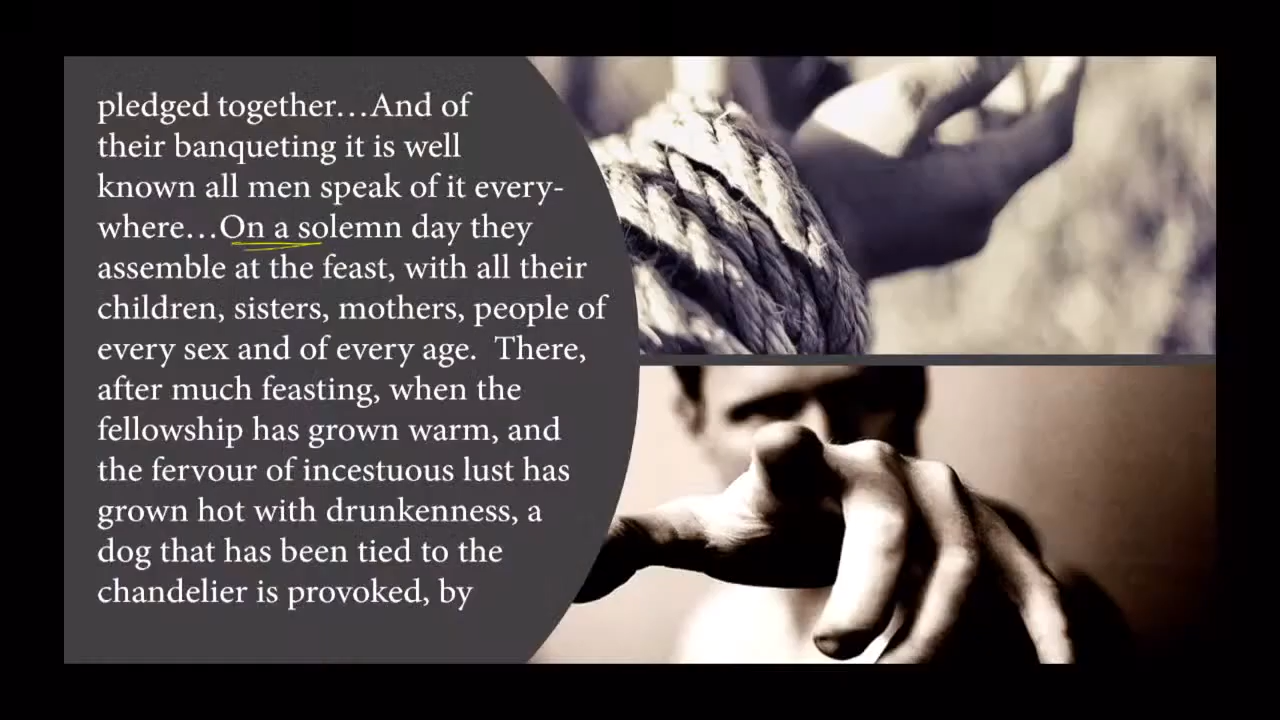 pledged together…And of
their banqueting it is well
known all men speak of it every-
where…On a solemn day they
assemble at the feast, with all their
children, sisters, mothers, people of
every sex and of every age.  There,
after much feasting, when the
fellowship has grown warm, and
the fervour of incestuous lust has
grown hot with drunkenness, a
dog that has been tied to the
chandelier is provoked, by